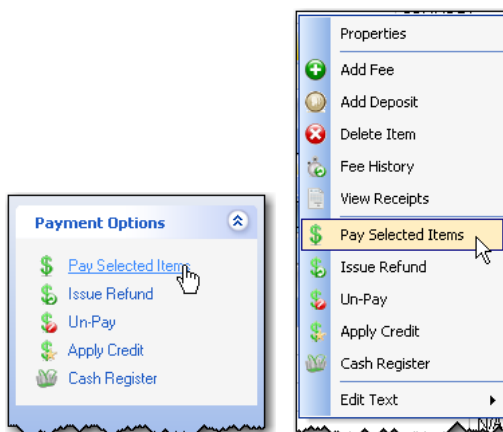 Payment Options
Pay Selected Items
Issue Refund
Un-Pay
Apply Credit
Cash Register
Properties
Add Fee
Add Deposit
Delete Item
Fee History
View Receipts
Pay Selected Items
Issue Refund
Un-Pay
Apply Credit
Cash Register
Edit Text
N/A